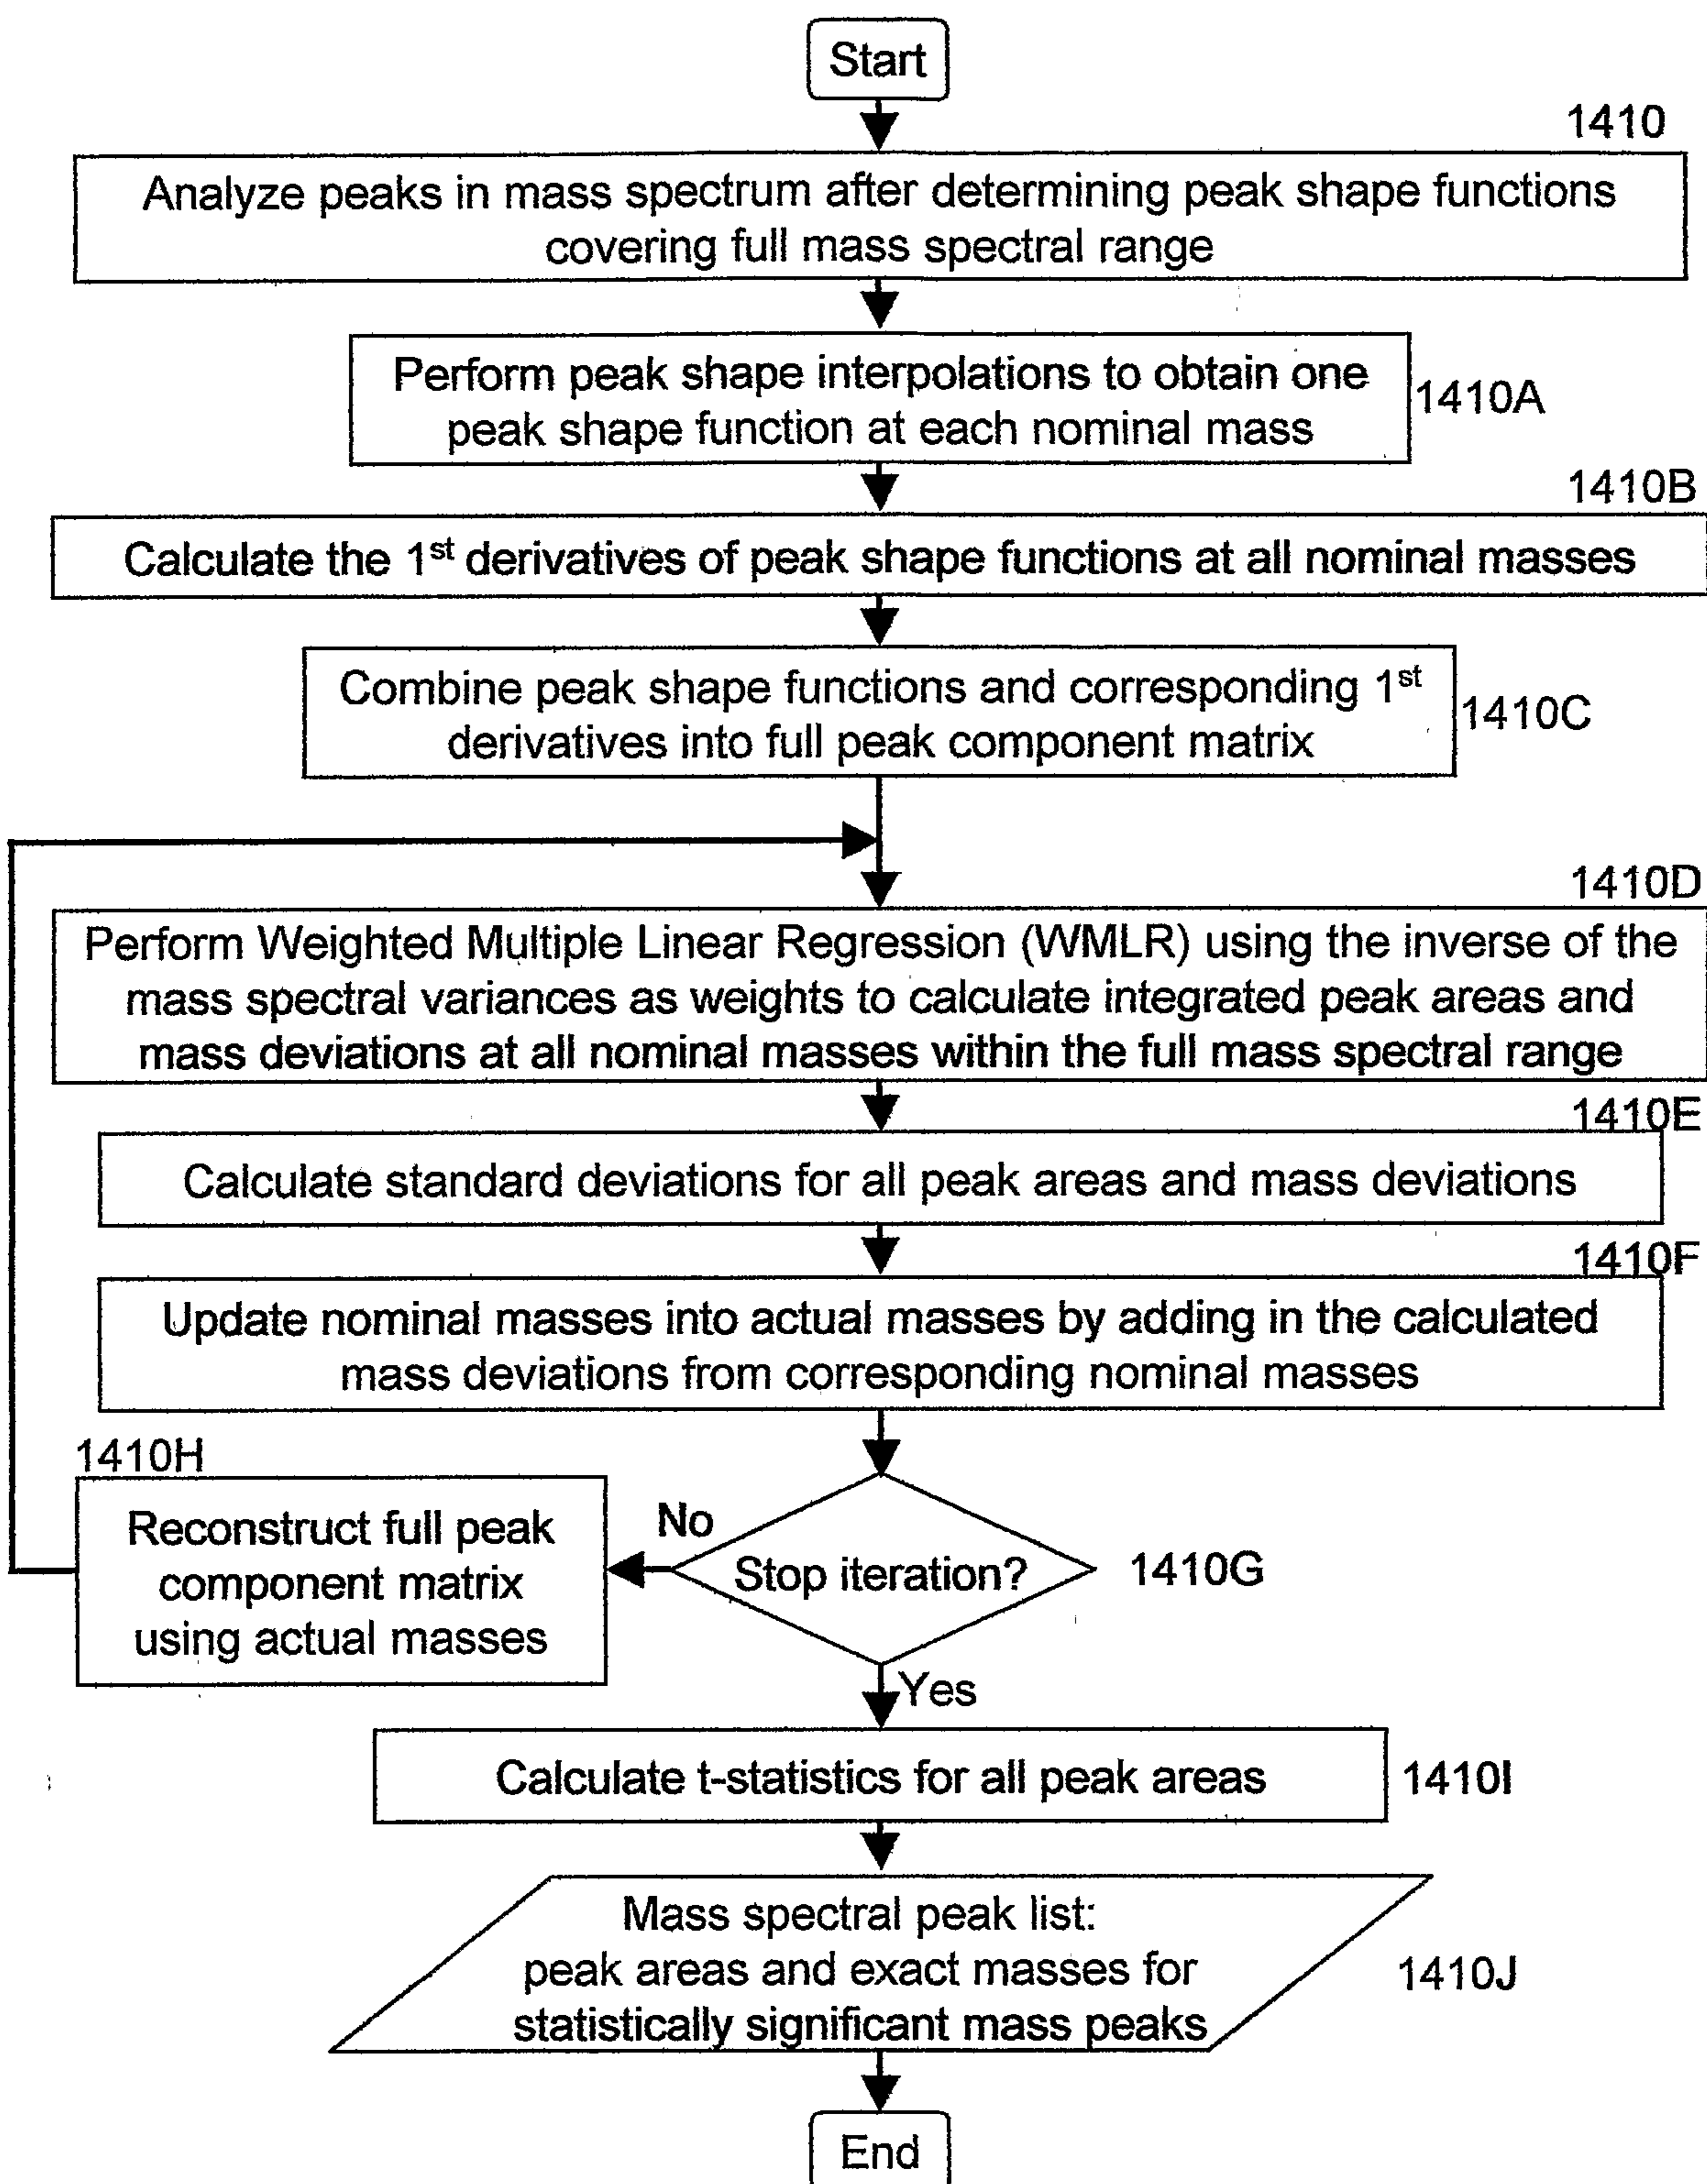 Start
1410
Analyze peaks in mass spectrum after determining peak shape functions
covering full mass spectral range
Perform peak shape interpolations to obtain one
peak shape function at each nominal mass
1410A
1410B
Calculate the 1st derivatives of peak shape functions at all nominal masses
Combine peak shape functions and corresponding 1st
derivatives into full peak component matrix
1410C
1410D
Perform Weighted Multiple Linear Regression (WMLR) using the inverse of the
mass spectral variances as weights to calculate integrated peak areas and
mass deviations at all nominal masses within the full mass spectral range
1410E
Calculate standard deviations for all peak areas and mass deviations
1410F
Update nominal masses into actual masses by adding in the calculated
mass deviations from corresponding nominal masses
1410H
Reconstruct full peak
component matrix
using actual masses
No
Stop iteration?
1410G
Yes
Calculate t-statistics for all peak areas
1410I
Mass spectral peak list:
peak areas and exact masses for
statistically significant mass peaks
1410J
End